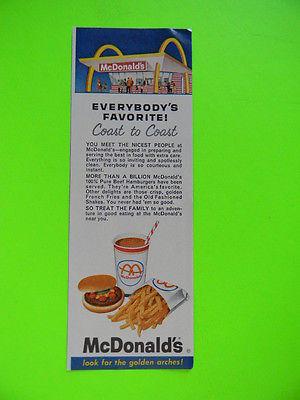 McDonald's
EVERYBODY'S
FAVORITE!
Coast to Coast
YOU MEET THE NICEST PEOPLE at
McDonald's—engaged in preparing and
serving the best in food with extra care.
Everything is so inviting and spotlessly
clean. Everybody is so courteous and
instant.
MORE THAN A BILLION McDonald's
100% Pure Beef Hamburgers have been
served. They're America's favorite.
Other delights are those crisp, golden
French Fries and the Old Fashioned
Shakes. You never had 'em so good.
SO TREAT THE FAMILY to an adven-
ture in good eating at the McDonald's
near you.
McDonald's
look for the golden arches!